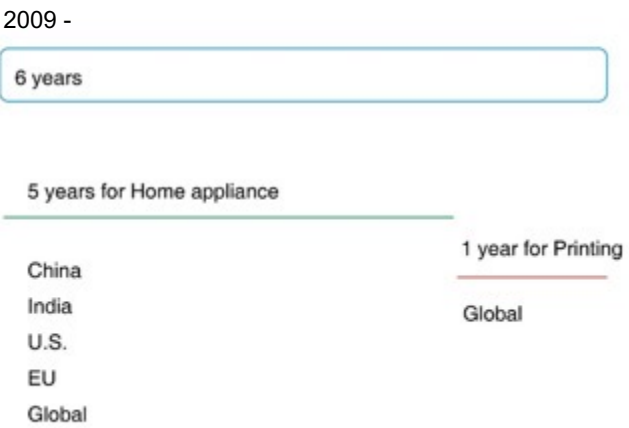 2009 -
6 years
5 years for Home appliance
China
India
U.S.
EU
Global
1 year for Printing
Global